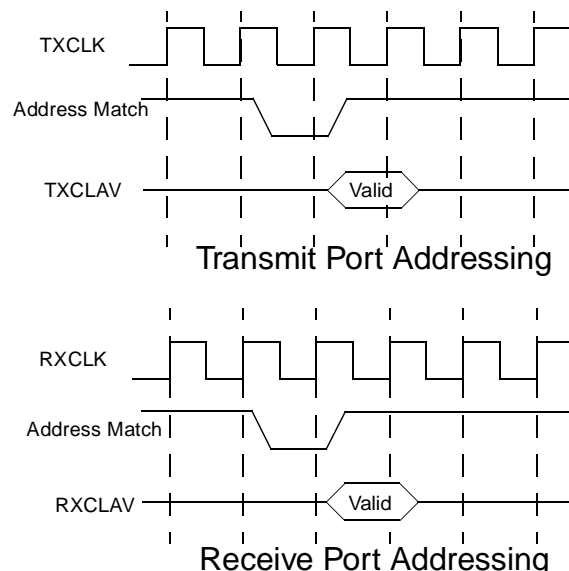 TXCLK
Address Match
TXCLAV
Valid
Transmit Port Addressing
RXCLK
Address Match
RXCLAV
Valid
Receive Port Addressing